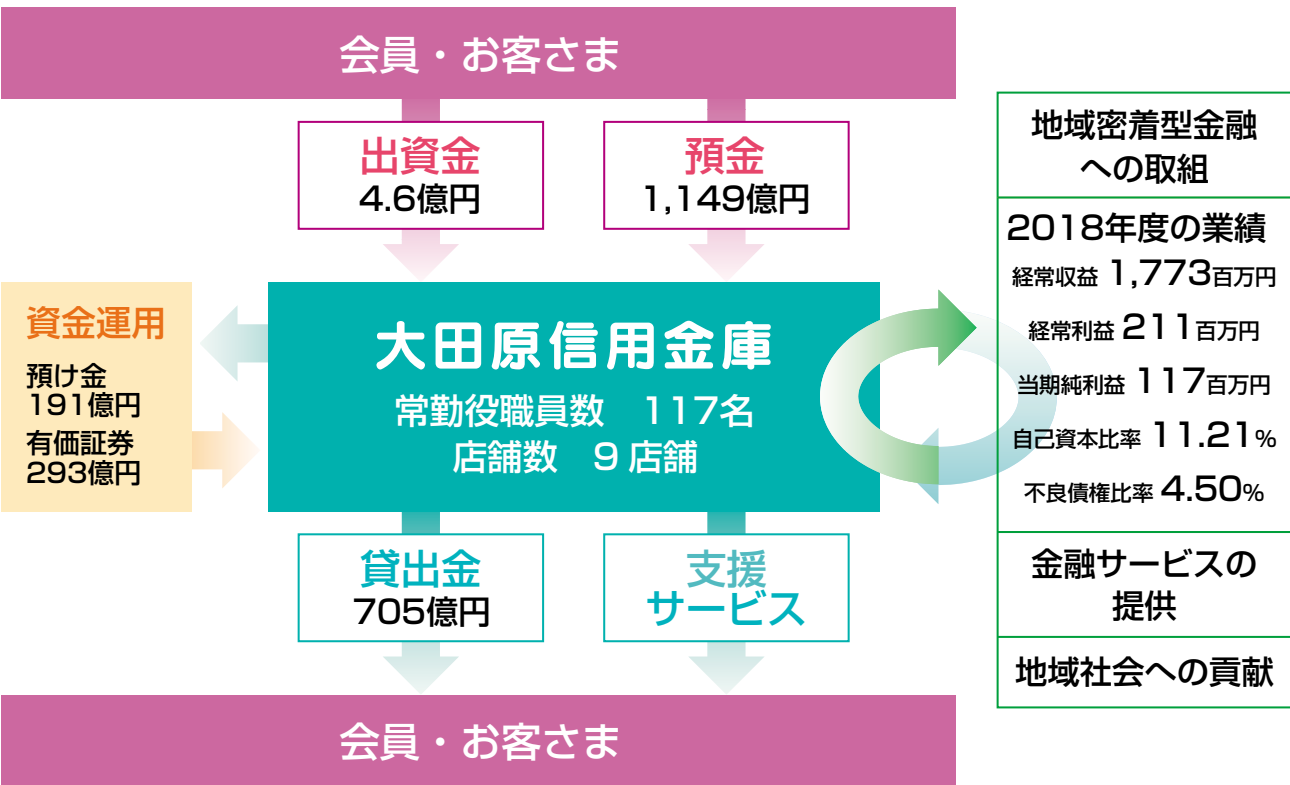 会員・お客さま
出資金
4.6億円
預金
1,149億円
資金運用
預け金
191億円
有価証券
293億円
大田原信用金庫
常勤役職員数　117名
店舗数　9 店舗
貸出金
705億円
支援
サービス
会員・お客さま
地域密着型金融
への取組
2018年度の業績
経常収益 1,773百万円
経常利益 211百万円
当期純利益 117百万円
自己資本比率 11.21%
不良債権比率 4.50%
金融サービスの
提供
地域社会への貢献